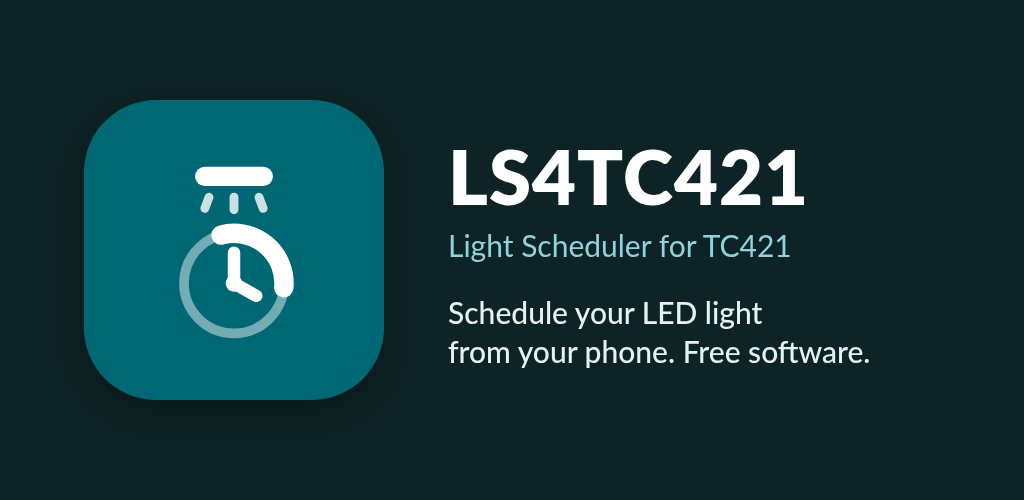 LS4TC421
Light Scheduler for TC421
Schedule your LED light
from your phone. Free software.